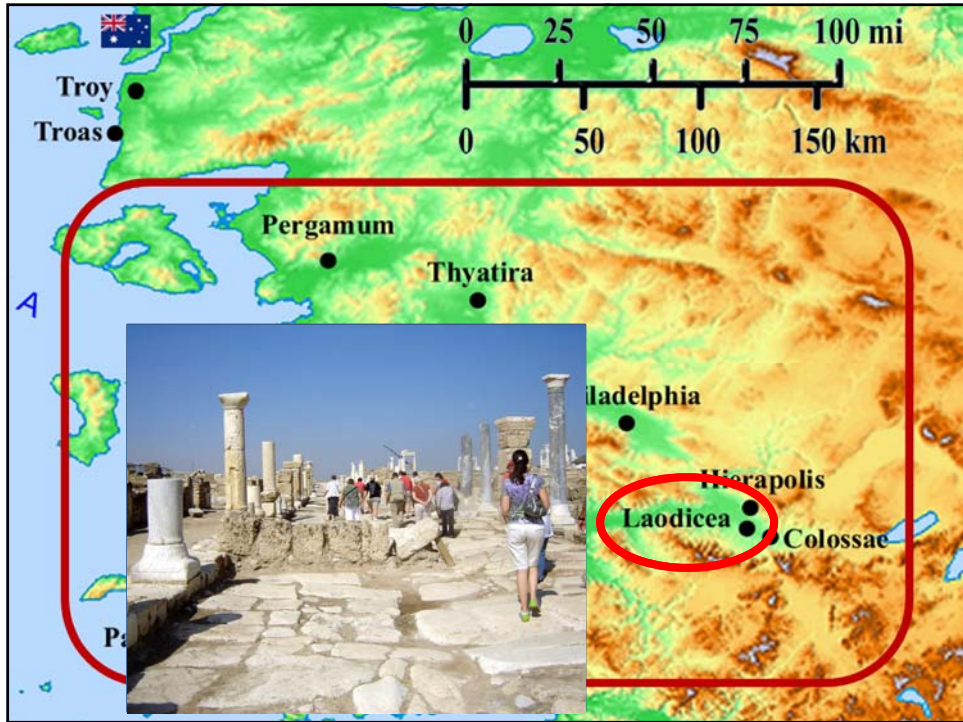 0 25 50 75 100 mi
0 50 100 150 km
Troy
Troas
Pergamum
Thyatira
A
iladelphia
Hierapolis
Laodicea
Colossae
Pa